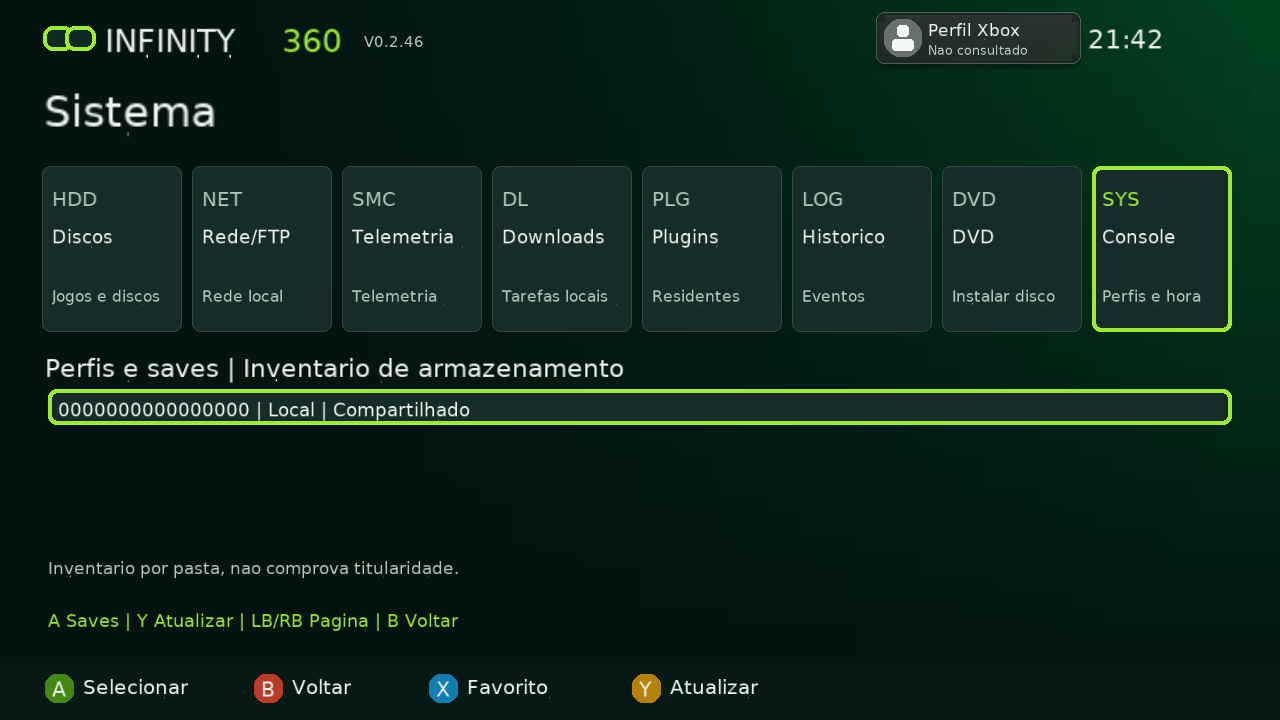 INFINITY 360 V0.2.46
Perfil Xbox
Nao consultado
21:42
Sistema
HDD
Discos
Jogos e discos
NET
Rede/FTP
Rede local
SMC
Telemetria
Telemetria
DL
Downloads
Tarefas locais
PLG
Plugins
Residentes
LOG
Historico
Eventos
DVD
DVD
Instalar disco
SYS
Console
Perfis e hora
Perfis e saves | Inventario de armazenamento
0000000000000000 | Local | Compartilhado
Inventario por pasta, nao comprova titularidade.
A Saves | Y Atualizar | LB/RB Pagina | B Voltar
A Selecionar B Voltar X Favorito Y Atualizar